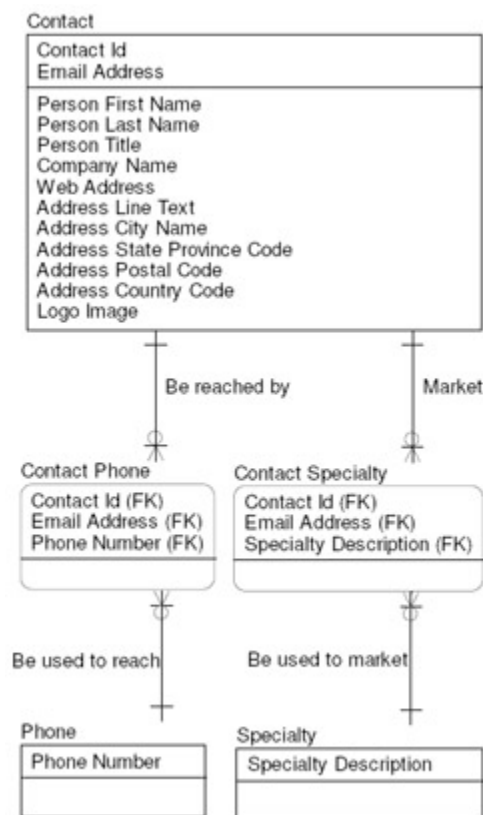 Contact
Contact Id
Email Address
Person First Name
Person Last Name
Person Title
Company Name
Web Address
Address Line Text
Address City Name
Address State Province Code
Address Postal Code
Address Country Code
Logo Image
Be reached by
Market
Contact Phone
Contact Id (FK)
Email Address (FK)
Phone Number (FK)
Contact Specialty
Contact Id (FK)
Email Address (FK)
Specialty Description (FK)
Be used to reach
Be used to market
Phone
Phone Number
Specialty
Specialty Description